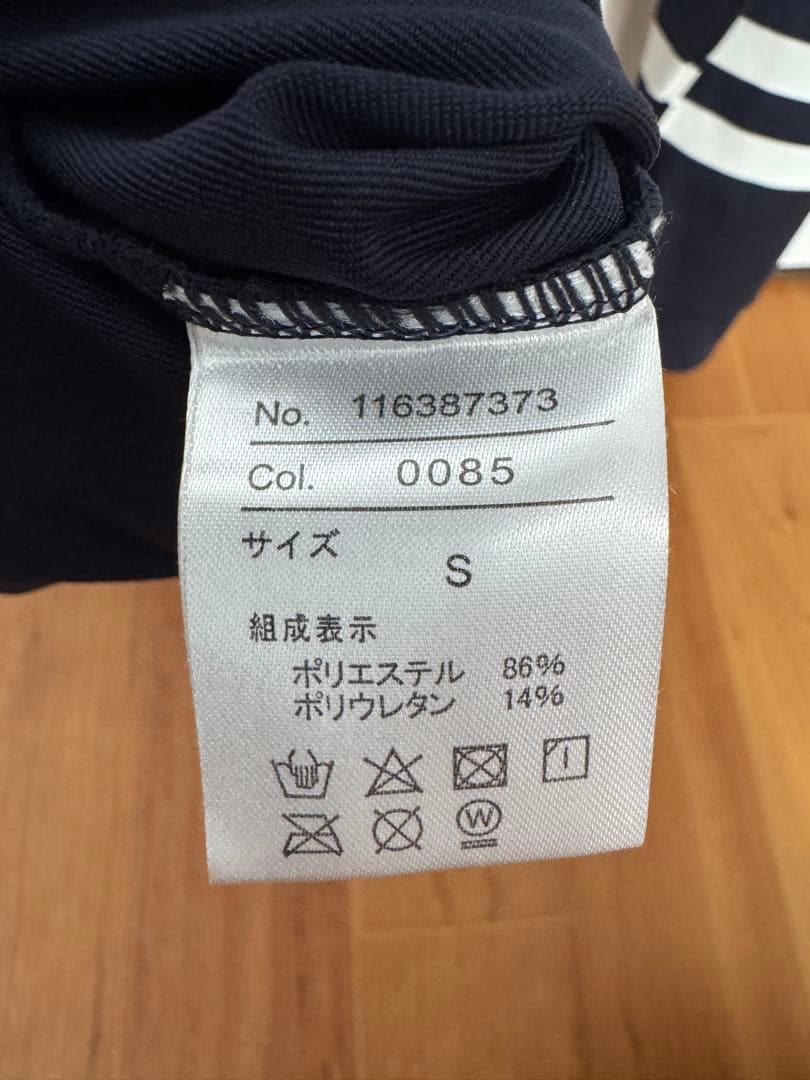 No. 116387373
Col. 0085
サイズ
S
組成表示
ポリエステル 86%
ポリウレタン 14%
W